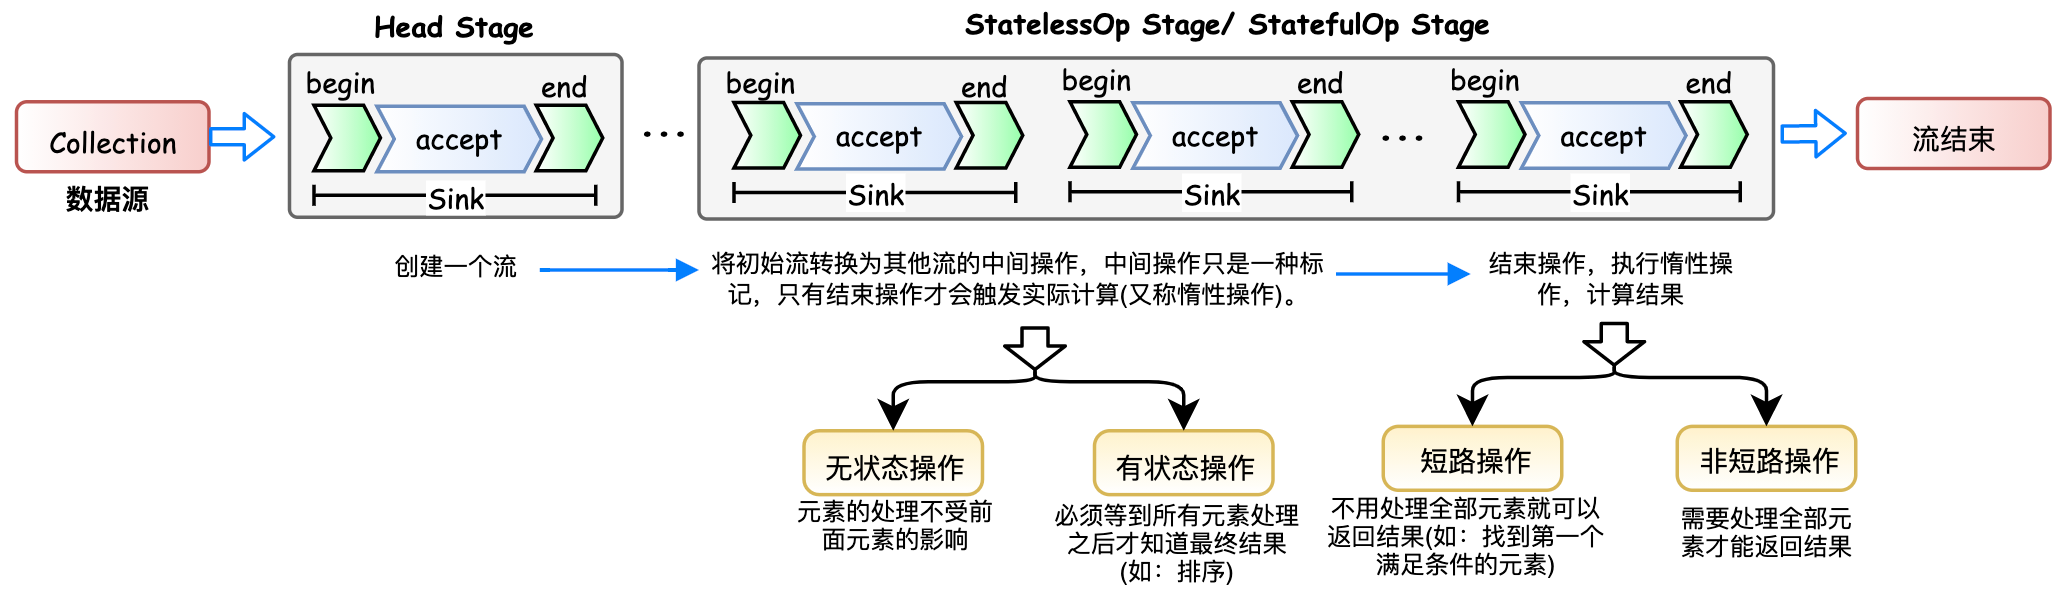 Head Stage
StatelessOp Stage/ StatefulOp Stage
begin
accept
end
Sink
...
begin
accept
end
Sink
begin
accept
end
Sink
...
begin
accept
end
Sink
Collection
数据源
流结束
创建一个流
将初始流转换为其他流的中间操作，中间操作只是一种标
记，只有结束操作才会触发实际计算(又称惰性操作)。
结束操作，执行惰性操
作，计算结果
无状态操作
元素的处理不受前
面元素的影响
有状态操作
必须等到所有元素处理
之后才知道最终结果
(如：排序)
短路操作
不用处理全部元素就可以
返回结果(如：找到第一个
满足条件的元素)
非短路操作
需要处理全部元
素才能返回结果